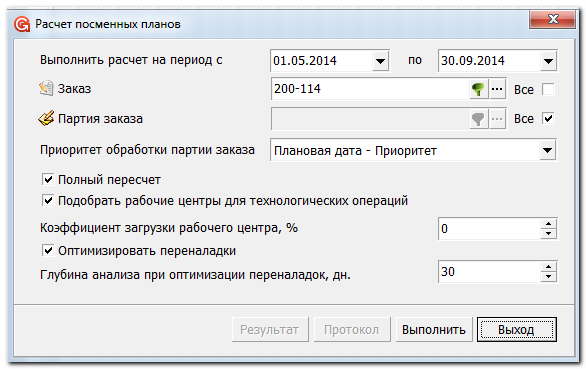 Расчет посменных планов
Выполнить расчет на период с 01.05.2014 по 30.09.2014
Заказ 200-114 ... Все
Партия заказа ... Все
Приоритет обработки партии заказа Плановая дата - Приоритет
Полный пересчет
Подобрать рабочие центры для технологических операций
Коэффициент загрузки рабочего центра, % 0
Оптимизировать переналадки
Глубина анализа при оптимизации переналадок, дн. 30
Результат Протокол Выполнить Выход